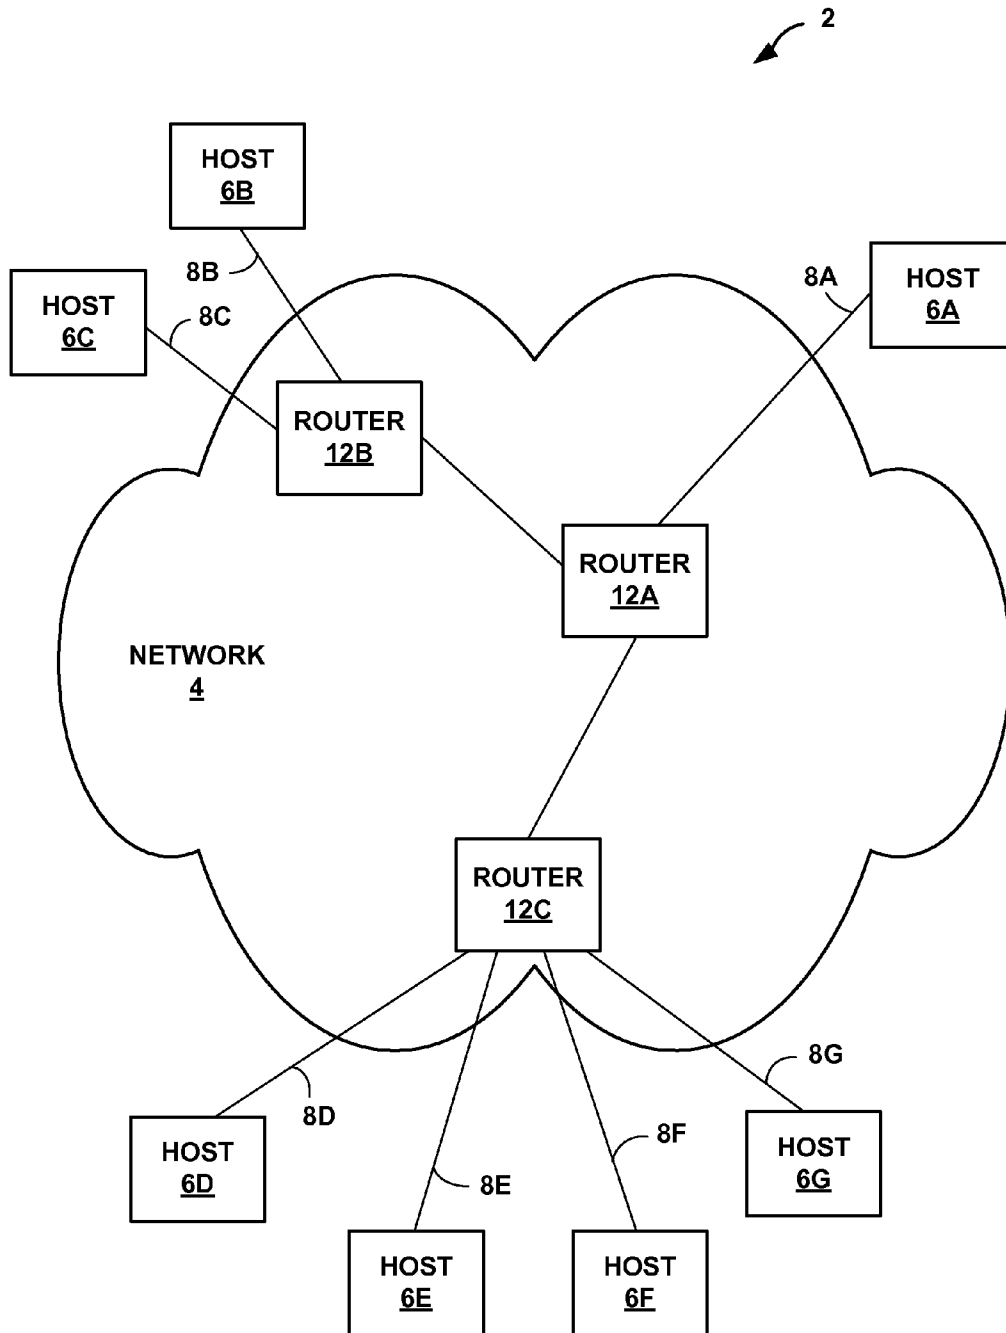 2
HOST
6B
8B
HOST
6C
8C
8A
HOST
6A
ROUTER
12B
ROUTER
12A
NETWORK
4
ROUTER
12C
8D
8G
HOST
6D
8E
8F
HOST
6G
HOST
6E
HOST
6F